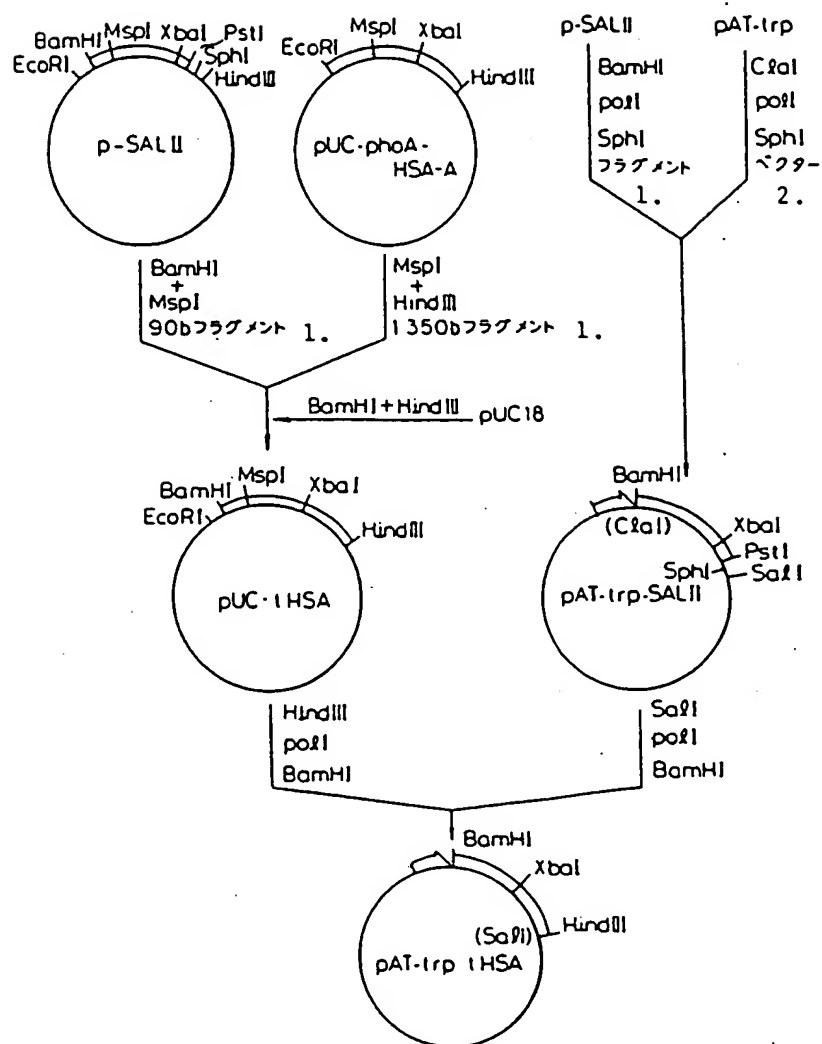 p-SALII
pAT-trp
BamHI
MspI
XbaI
PstI
SphI
HindIII
EcoRI
p-SALII
EcoRI
MspI
XbaI
HindIII
pUC-phoA-
HSA-A
BamHI
polI
SphI
フラグメント
1.
ClaI
polI
SphI
ベクター
2.
BamHI
+
MspI
90bフラグメント 1.
MspI
+
HindIII
1350bフラグメント 1.
BamHI+HindIII
pUC18
EcoRI
BamHI
MspI
XbaI
HindIII
pUC-tHSA
BamHI
(ClaI)
XbaI
PstI
SphI
SalI
pAT-trp-SALII
HindIII
polI
BamHI
SalI
polI
BamHI
BamHI
XbaI
HindIII
(SalI)
pAT-trp tHSA